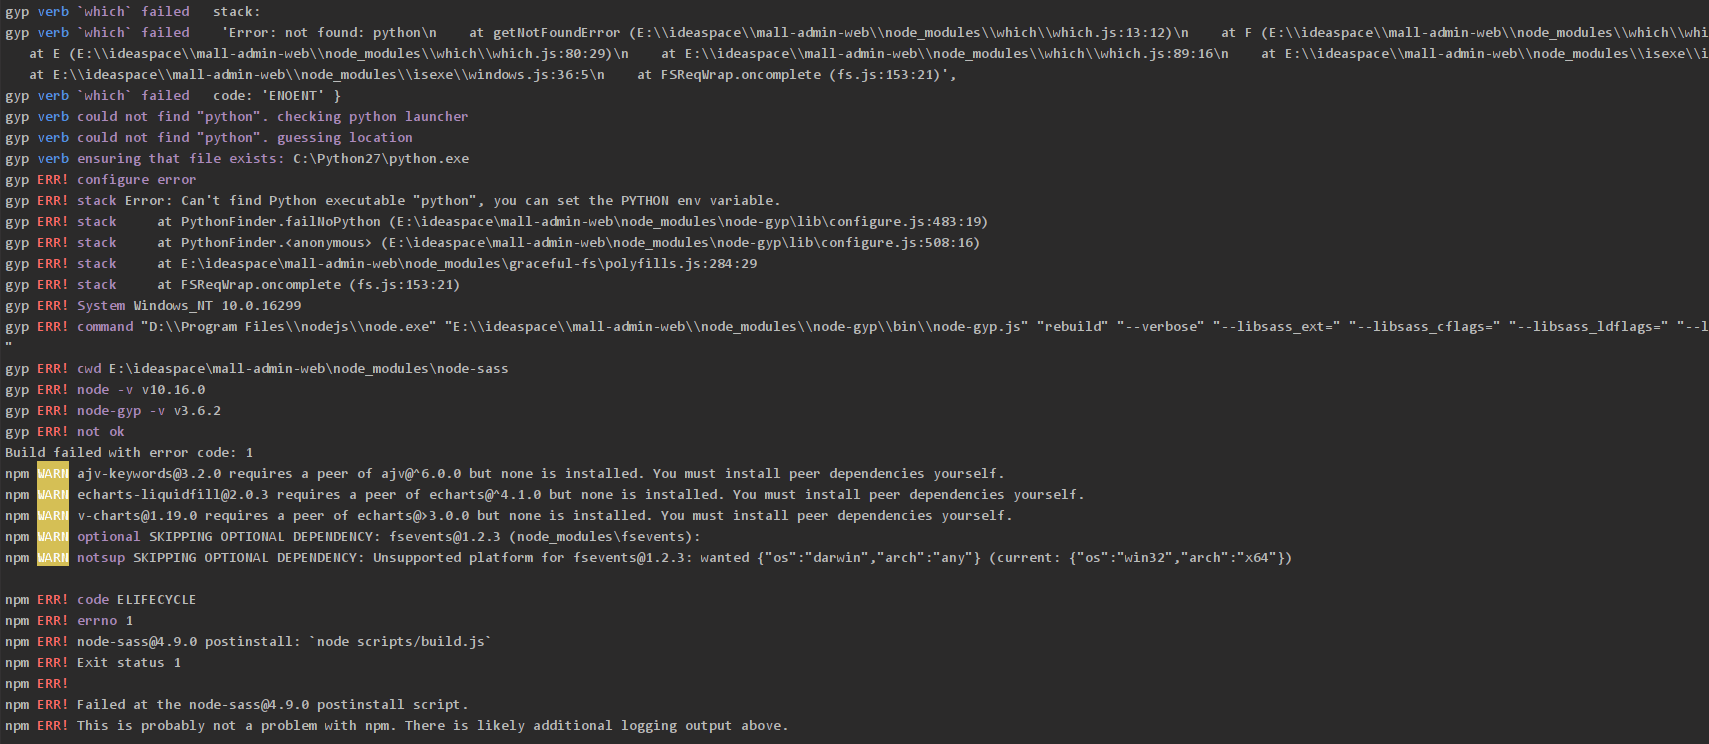 gyp verb `which` failed   stack:
gyp verb `which` failed    'Error: not found: python\n    at getNotFoundError (E:\\ideaspace\\mall-admin-web\\node_modules\\which\\which.js:13:12)\n    at F (E:\\ideaspace\\mall-admin-web\\node_modules\\which\\whi
   at E (E:\\ideaspace\\mall-admin-web\\node_modules\\which\\which.js:80:29)\n    at E:\\ideaspace\\mall-admin-web\\node_modules\\which\\which.js:89:16\n    at E:\\ideaspace\\mall-admin-web\\node_modules\\isexe\\i
   at E:\\ideaspace\\mall-admin-web\\node_modules\\isexe\\windows.js:36:5\n    at FSReqWrap.oncomplete (fs.js:153:21)',
gyp verb `which` failed   code: 'ENOENT' }
gyp verb could not find "python". checking python launcher
gyp verb could not find "python". guessing location
gyp verb ensuring that file exists: C:\Python27\python.exe
gyp ERR! configure error
gyp ERR! stack Error: Can't find Python executable "python", you can set the PYTHON env variable.
gyp ERR! stack     at PythonFinder.failNoPython (E:\ideaspace\mall-admin-web\node_modules\node-gyp\lib\configure.js:483:19)
gyp ERR! stack     at PythonFinder.<anonymous> (E:\ideaspace\mall-admin-web\node_modules\node-gyp\lib\configure.js:508:16)
gyp ERR! stack     at E:\ideaspace\mall-admin-web\node_modules\graceful-fs\polyfills.js:284:29
gyp ERR! stack     at FSReqWrap.oncomplete (fs.js:153:21)
gyp ERR! System Windows_NT 10.0.16299
gyp ERR! command "D:\\Program Files\\nodejs\\node.exe" "E:\\ideaspace\\mall-admin-web\\node_modules\\node-gyp\\bin\\node-gyp.js" "rebuild" "--verbose" "--libsass_ext=" "--libsass_cflags=" "--libsass_ldflags=" "--l
"
gyp ERR! cwd E:\ideaspace\mall-admin-web\node_modules\node-sass
gyp ERR! node -v v10.16.0
gyp ERR! node-gyp -v v3.6.2
gyp ERR! not ok
Build failed with error code: 1
npm WARN ajv-keywords@3.2.0 requires a peer of ajv@^6.0.0 but none is installed. You must install peer dependencies yourself.
npm WARN echarts-liquidfill@2.0.3 requires a peer of echarts@^4.1.0 but none is installed. You must install peer dependencies yourself.
npm WARN v-charts@1.19.0 requires a peer of echarts@>3.0.0 but none is installed. You must install peer dependencies yourself.
npm WARN optional SKIPPING OPTIONAL DEPENDENCY: fsevents@1.2.3 (node_modules\fsevents):
npm WARN notsup SKIPPING OPTIONAL DEPENDENCY: Unsupported platform for fsevents@1.2.3: wanted {"os":"darwin","arch":"any"} (current: {"os":"win32","arch":"x64"})
npm ERR! code ELIFECYCLE
npm ERR! errno 1
npm ERR! node-sass@4.9.0 postinstall: `node scripts/build.js`
npm ERR! Exit status 1
npm ERR!
npm ERR! Failed at the node-sass@4.9.0 postinstall script.
npm ERR! This is probably not a problem with npm. There is likely additional logging output above.